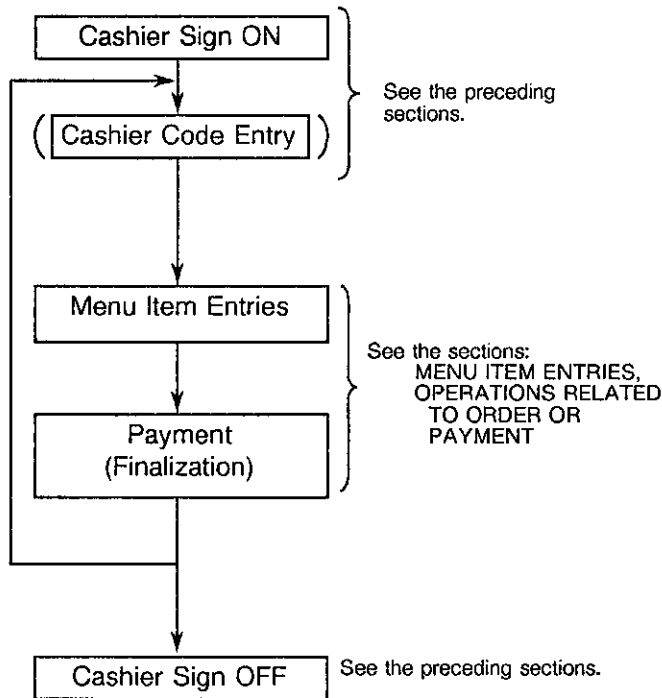 Cashier Sign ON
See the preceding
sections.
( Cashier Code Entry )
Menu Item Entries
See the sections:
MENU ITEM ENTRIES,
OPERATIONS RELATED
TO ORDER OR
PAYMENT
Payment
(Finalization)
Cashier Sign OFF
See the preceding sections.